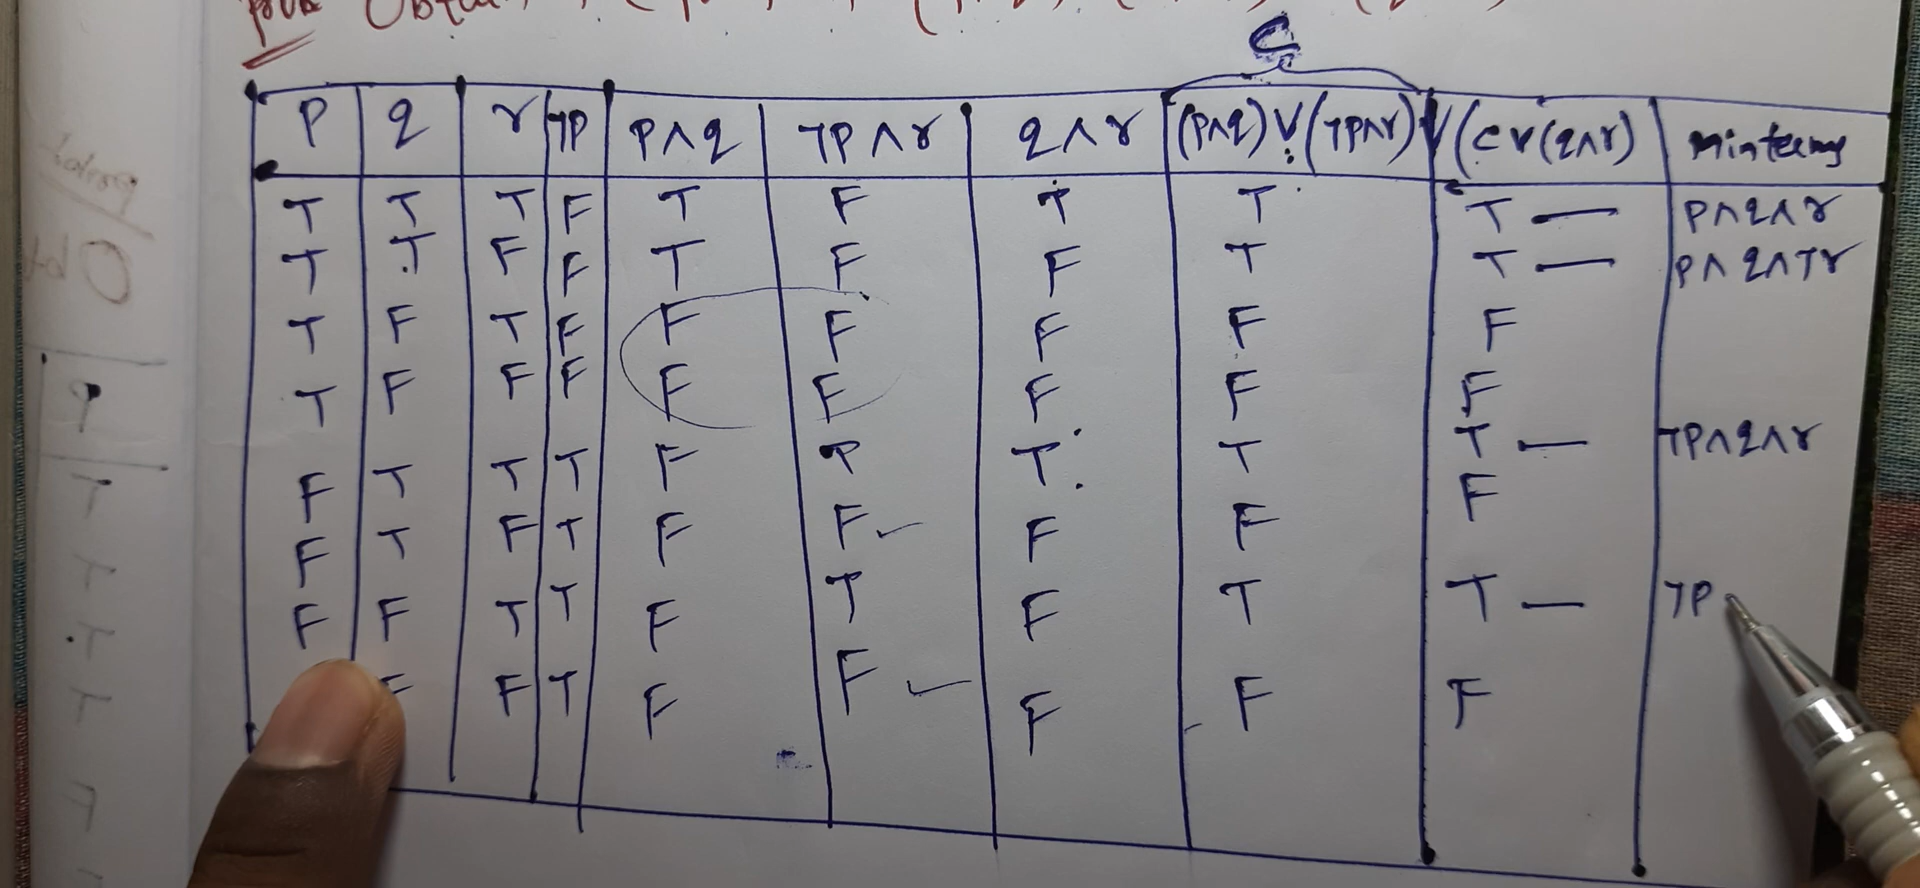 P q r ¬P P∧q ¬P∧r q∧r (P∧q)∨(¬P∧r) ∨(C∨(q∧r) Minterms
C
T T T F T F T T T — P∧q∧r
T T F F T F F T T — P∧q∧¬r
T F T F F F F F F
T F F F F F F F F
F T T T F T T T T — ¬P∧q∧r
F T F T F F F F F
F F T T F T F T T — ¬P
F F T F F F F F